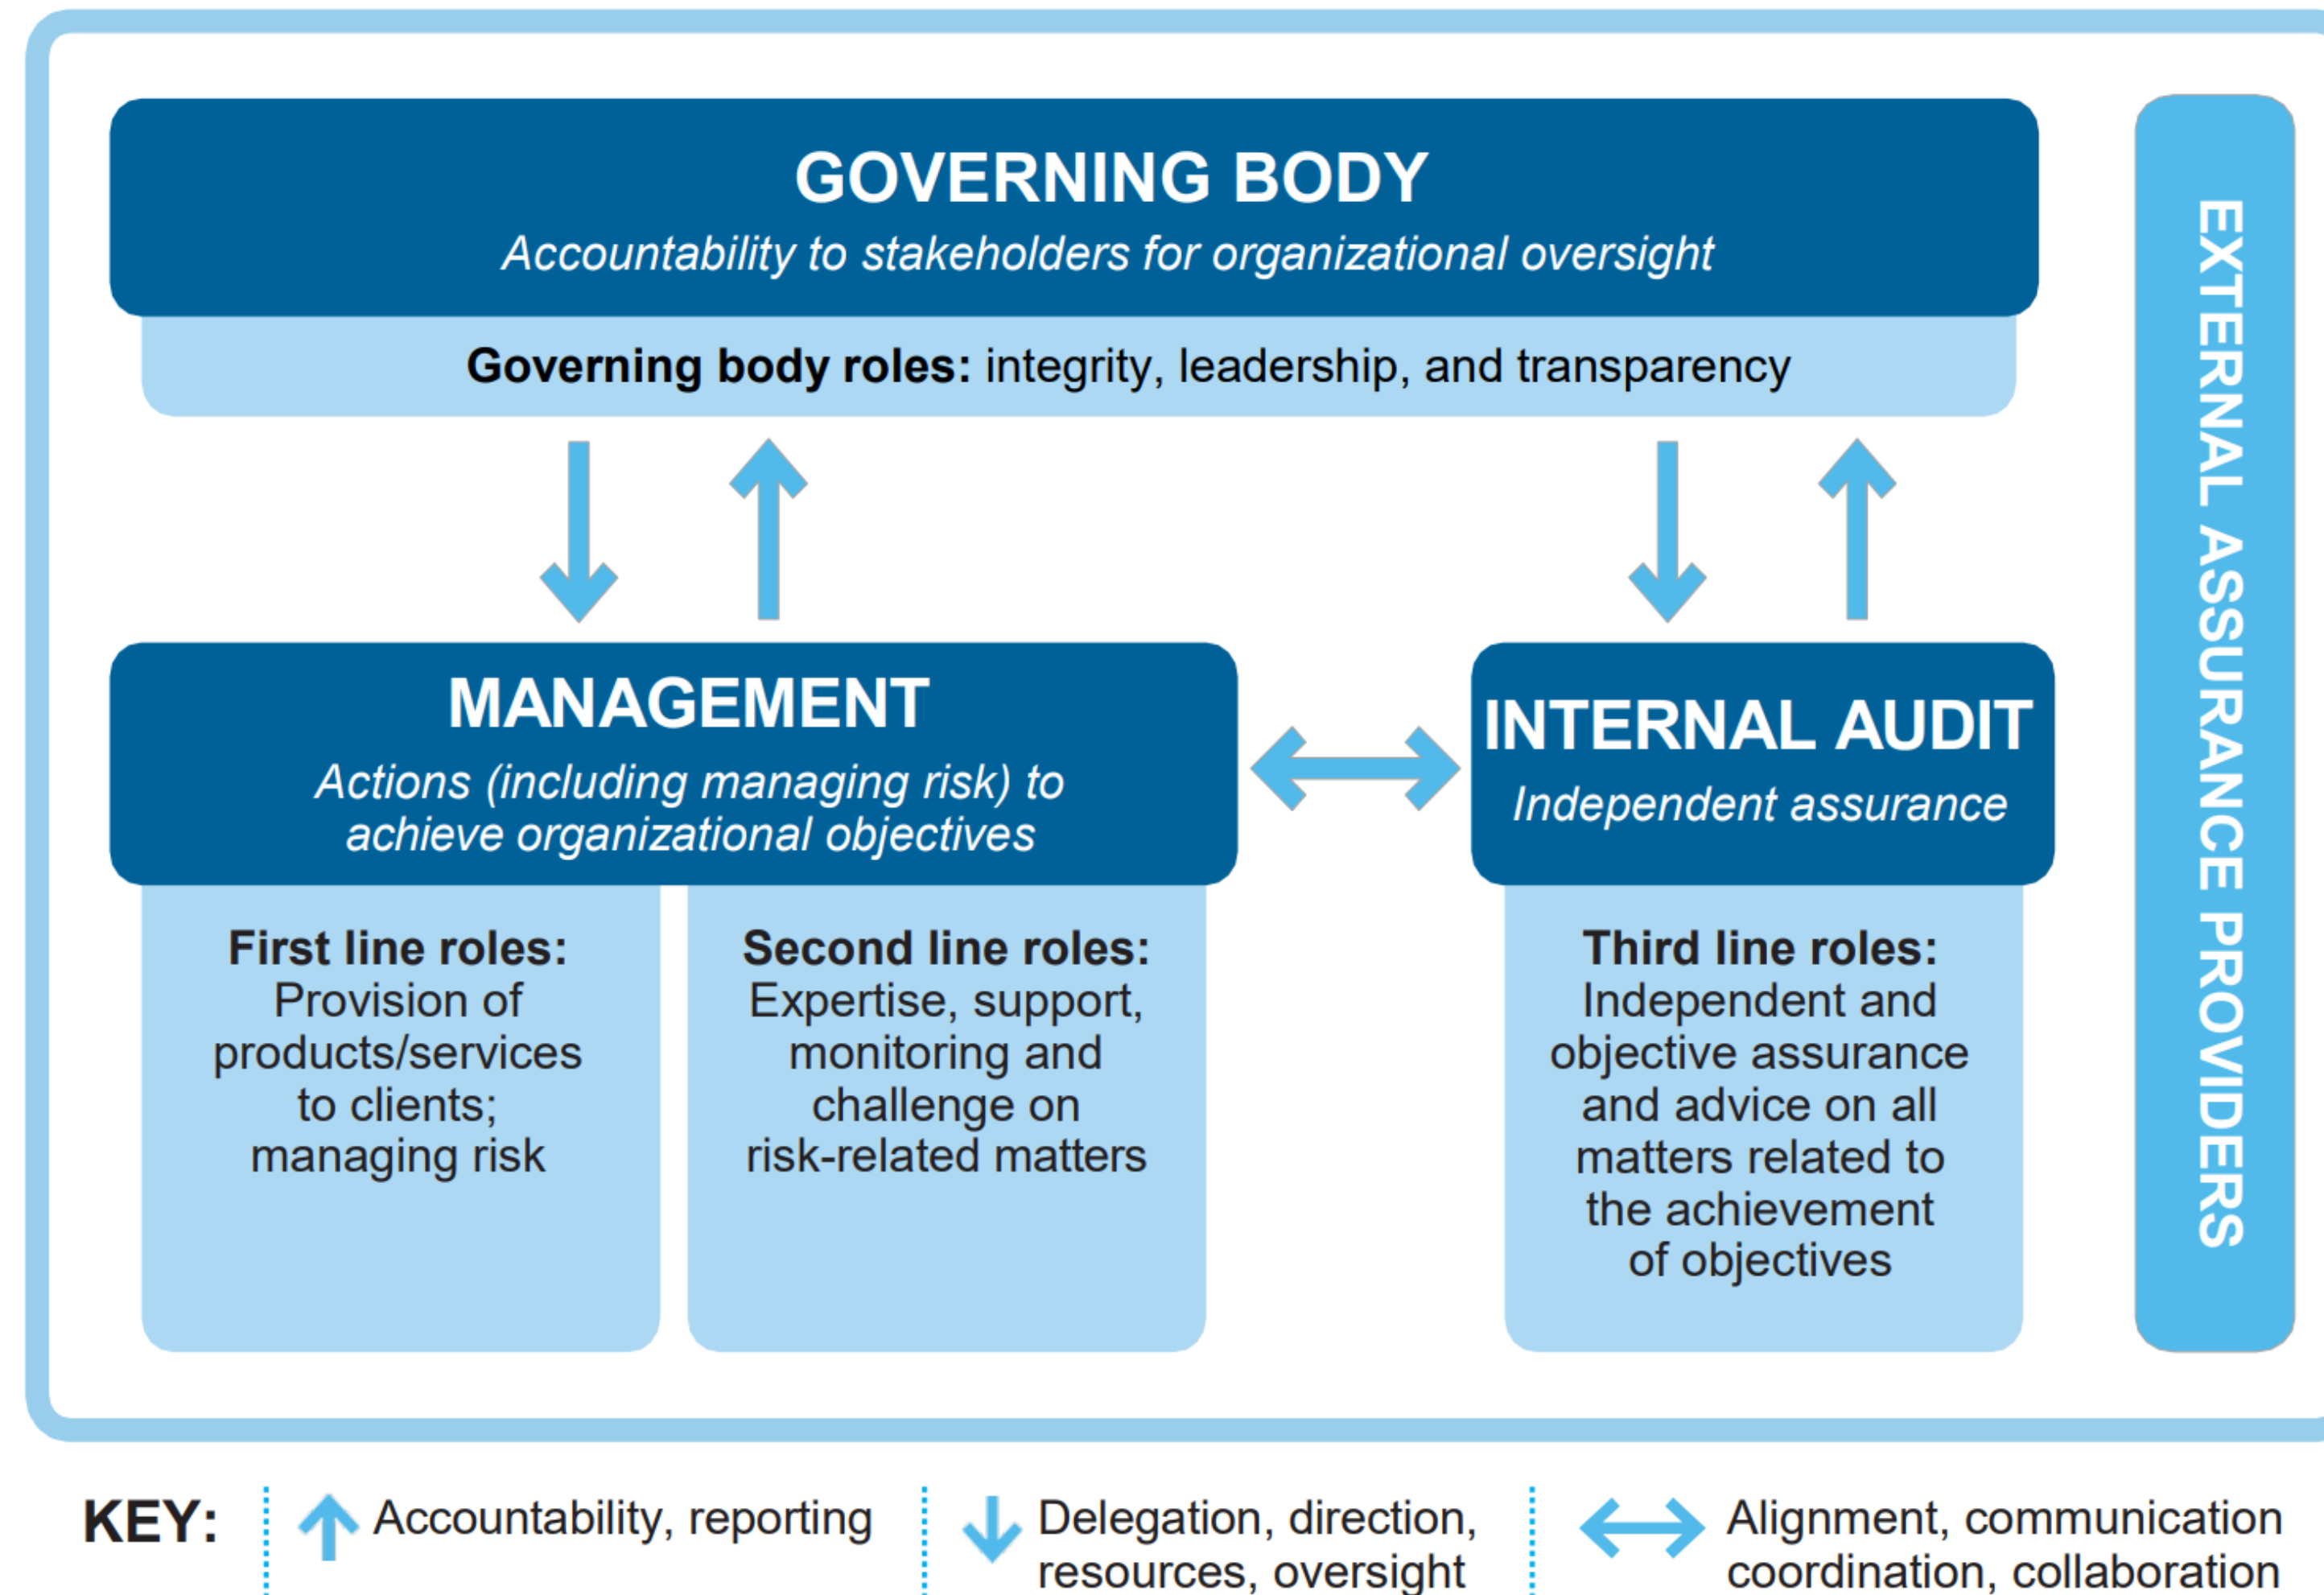 GOVERNING BODY
Accountability to stakeholders for organizational oversight
Governing body roles: integrity, leadership, and transparency
MANAGEMENT
Actions (including managing risk) to
achieve organizational objectives
INTERNAL AUDIT
Independent assurance
First line roles:
Provision of
products/services
to clients;
managing risk
Second line roles:
Expertise, support,
monitoring and
challenge on
risk-related matters
Third line roles:
Independent and
objective assurance
and advice on all
matters related to
the achievement
of objectives
EXTERNAL ASSURANCE PROVIDERS
KEY:
Accountability, reporting
Delegation, direction,
resources, oversight
Alignment, communication
coordination, collaboration